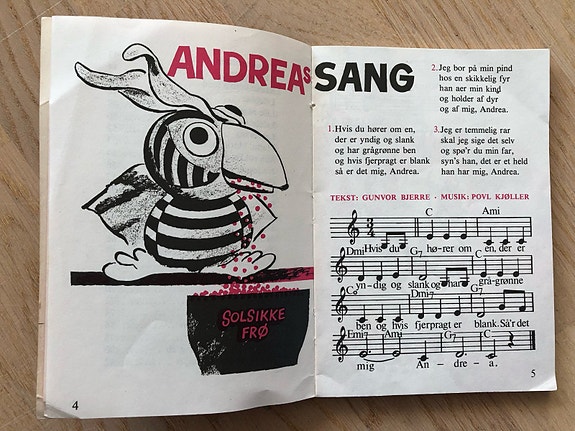 ANDREAS SANG
SOLSIKKE
FRØ
4
1. Hvis du hører om en,
der er yndig og slank
og har grågrønne ben
og hvis fjerpragt er blank
så er det mig, Andrea.
2. Jeg bor på min pind
hos en skikkelig fyr
han aer min kind
og holder af dyr
og af mig, Andrea.
3. Jeg er temmelig rar
skal jeg sige det selv
og spø'r du min far,
syn's han, det er et held
han har mig, Andrea.
TEKST: GUNVOR BJERRE · MUSIK: POVL KJØLLER
3
4
C Ami
Hvis du hø-rer om en, der er
Dmi G7 C
yn-dig og slank og har grå-grønne
C Dmi7
ben og hvis fjerpragt er blank. Så'r det
Emi7 Ami G7 C
mig An - dre - a.
5